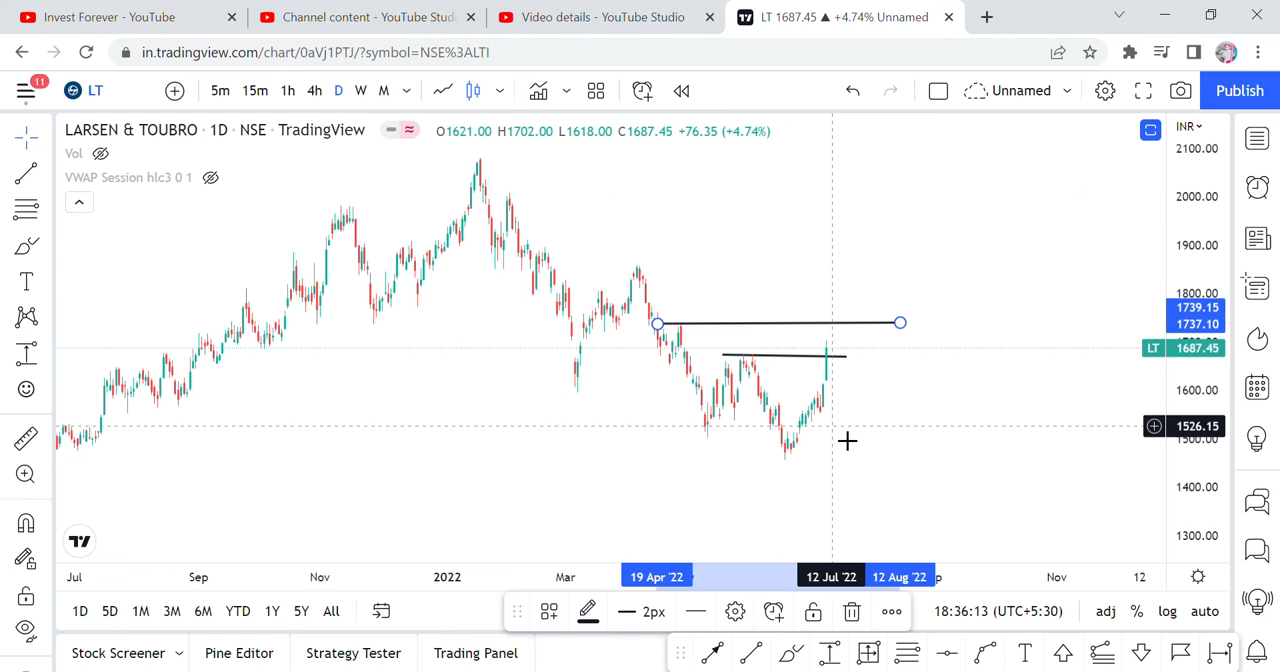 Invest Forever - YouTube
Channel content - YouTube Studi
Video details - YouTube Studio
LT 1687.45 ▲ +4.74% Unnamed
in.tradingview.com/chart/0aVj1PTJ/?symbol=NSE%3ALTI
11
LT
5m 15m 1h 4h D W M
Unnamed
Publish
LARSEN & TOUBRO · 1D · NSE · TradingView
O1621.00 H1702.00 L1618.00 C1687.45 +76.35 (+4.74%)
INR
Vol
VWAP Session hlc3 0 1
2100.00
2000.00
1900.00
1800.00
1739.15
1737.10
LT 1687.45
1600.00
1526.15
1500.00
1400.00
1300.00
Jul Sep Nov 2022 Mar 19 Apr '22 12 Jul '22 12 Aug '22 Nov 12
1D 5D 1M 3M 6M YTD 1Y 5Y All
2px
18:36:13 (UTC+5:30) adj % log auto
Stock Screener Pine Editor Strategy Tester Trading Panel